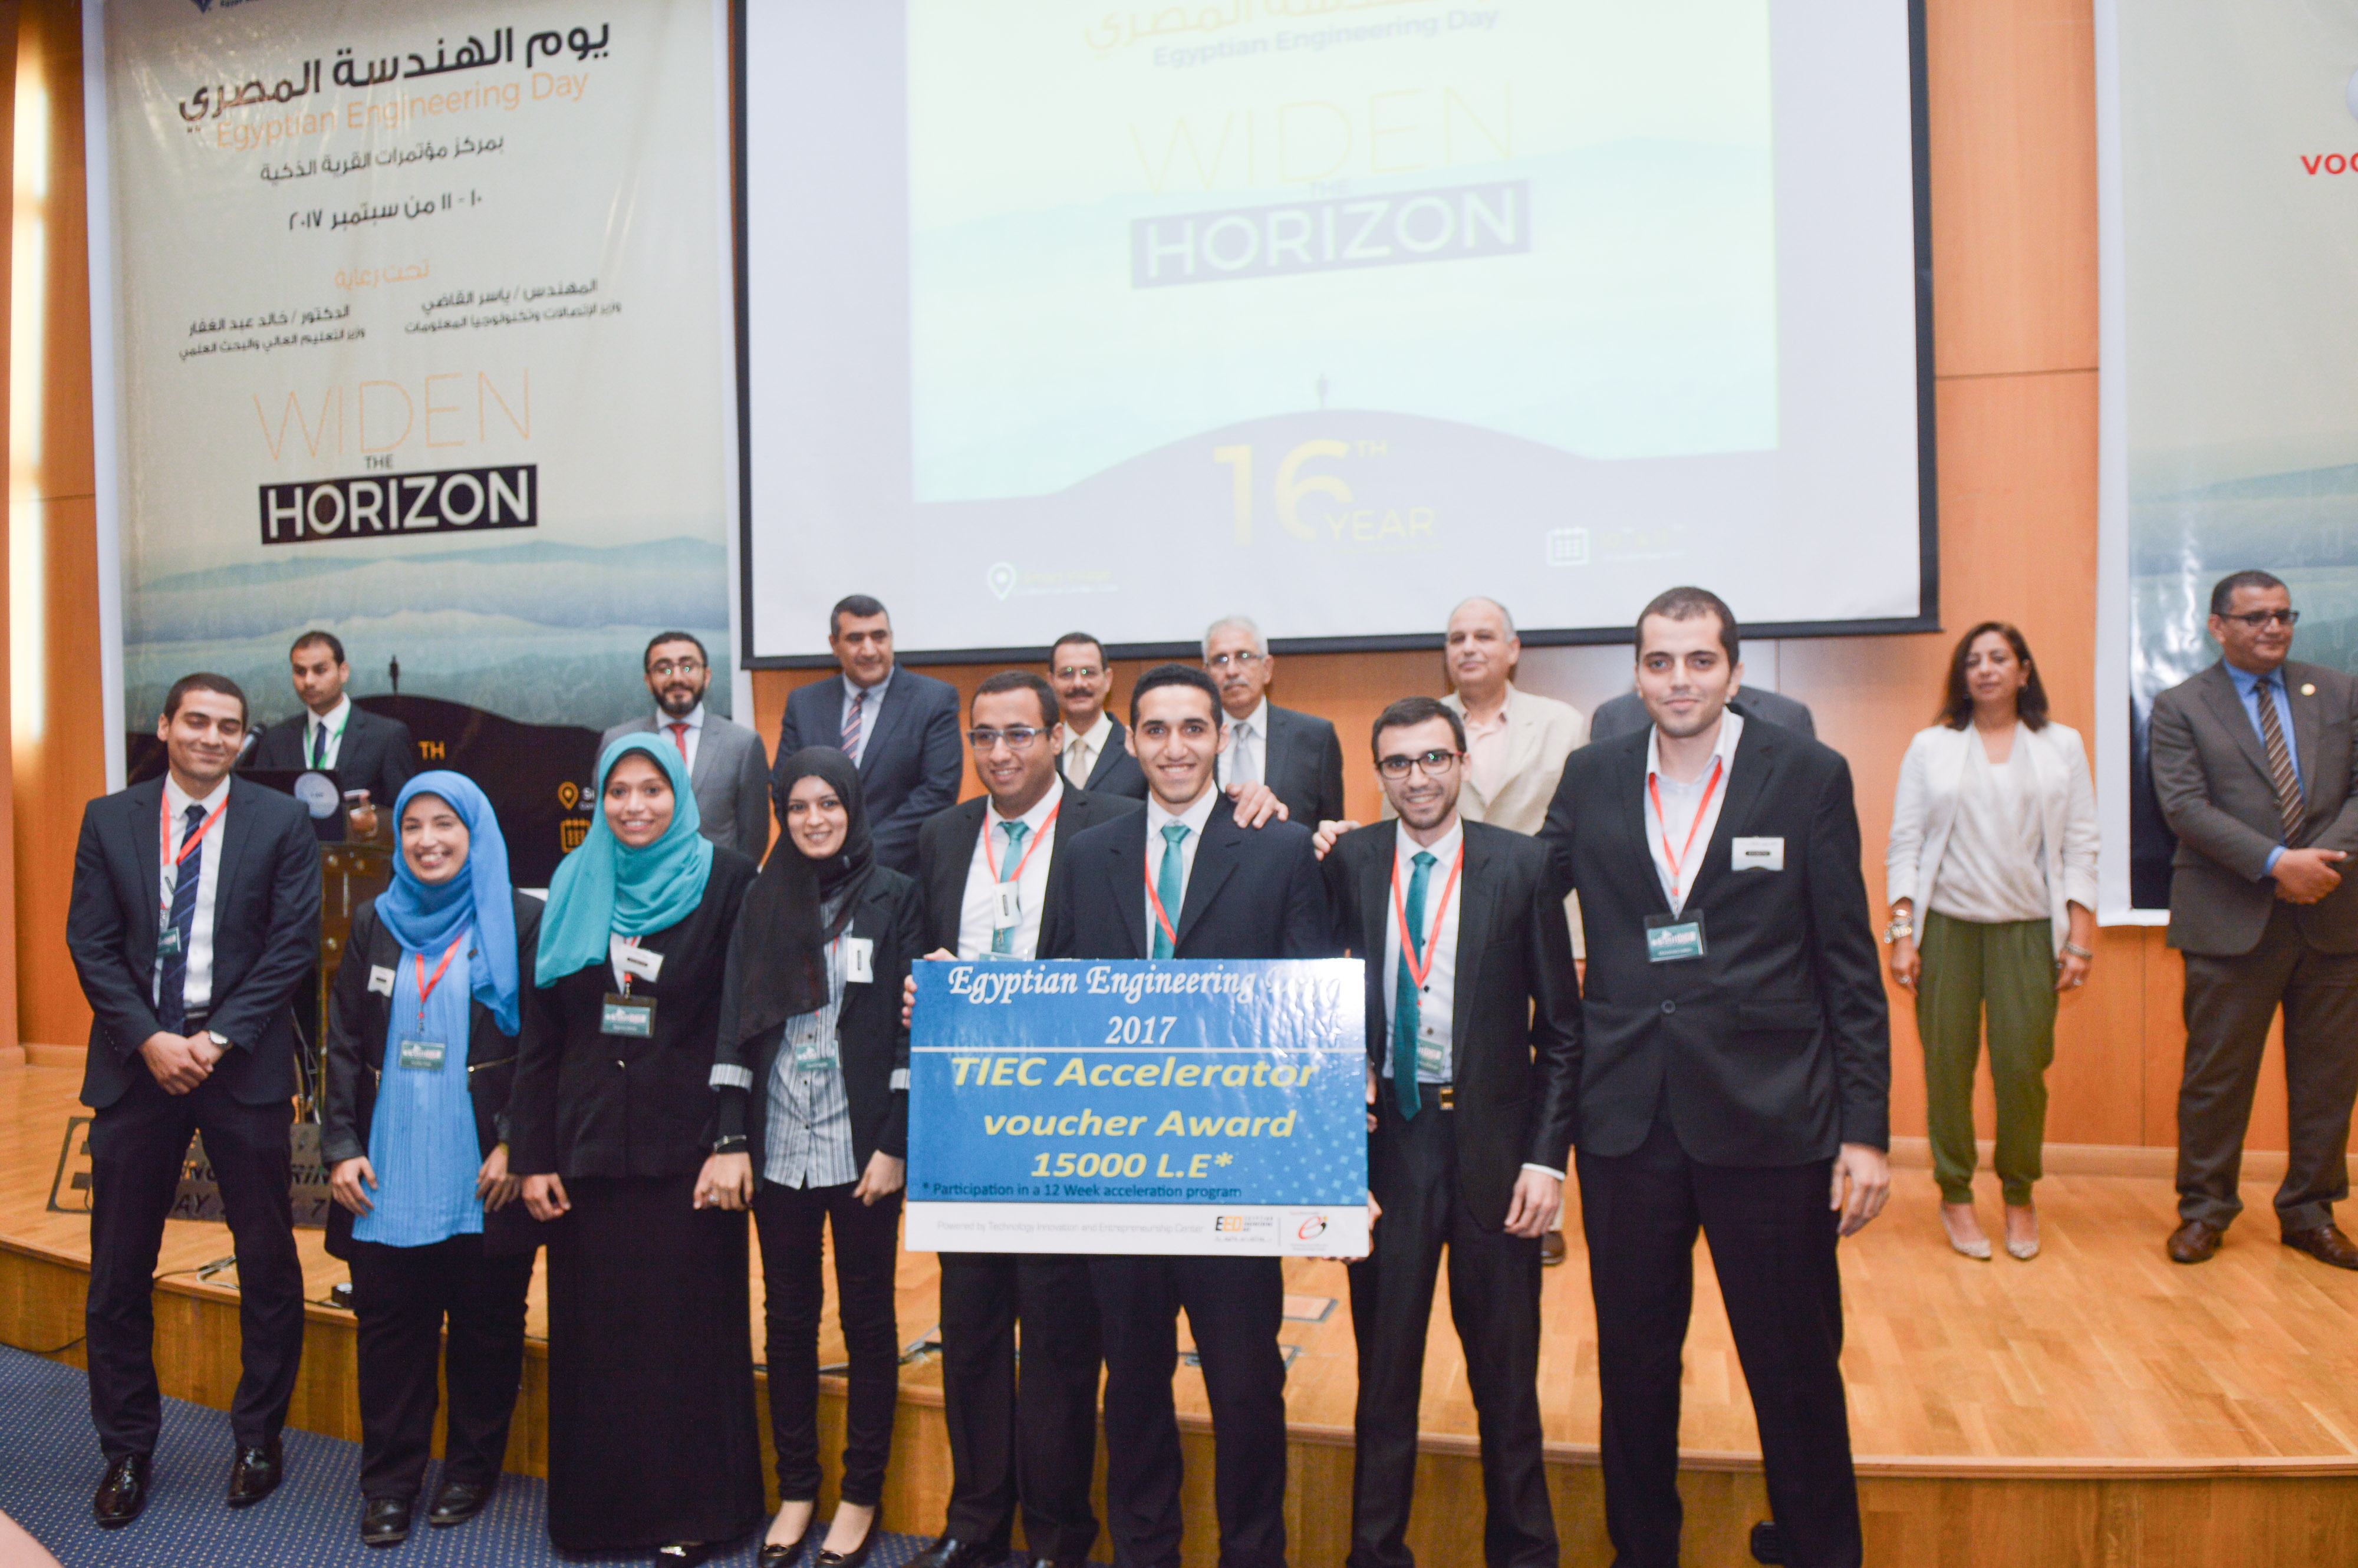 يوم الهندسة المصري
Egyptian Engineering Day
بمركز مؤتمرات القرية الذكية
١٠ - ١١ من سبتمبر ٢٠١٧
تحت رعاية
المهندس / ياسر القاضي
وزير الإتصالات وتكنولوجيا المعلومات
الدكتور / خالد عبد الغفار
وزير التعليم العالي والبحث العلمي
WIDEN
THE
HORIZON
TH
Egyptian Engineering Day
WIDEN
THE
HORIZON
16TH
YEAR
VOD
Egyptian Engineering
2017
TIEC Accelerator
voucher Award
15000 L.E*
* Participation in a 12 Week acceleration program
Powered by Technology Innovation and Entrepreneurship Center
EED